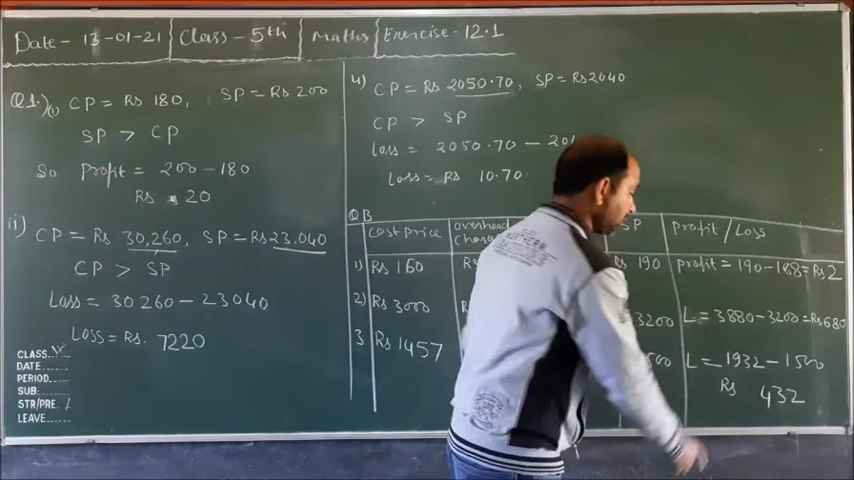 Date - 13-01-21 Class - 5th Maths Exercise - 12.1
Q1.) (i) CP = Rs 180, SP = Rs 200
SP > CP
So Profit = 200 - 180
Rs 20
ii) CP = Rs 30,260, SP = Rs 23,040
CP > SP
Loss = 30260 - 23040
Loss = Rs. 7220
CLASS
DATE
PERIOD
SUB
STR/PRE
LEAVE
4) CP = Rs 2050.70, SP = Rs 2040
CP > SP
Loss = 2050.70 -
Loss = Rs 10.70
QB
Cost Price overhead charges SP Profit / Loss
1) Rs 160 Rs 190 Profit = 190 - 188 = Rs 2
2) Rs 3000 3200 L = 3880 - 3200 = Rs 680
3 Rs 1457 L = 1932 - 1500
Rs 432